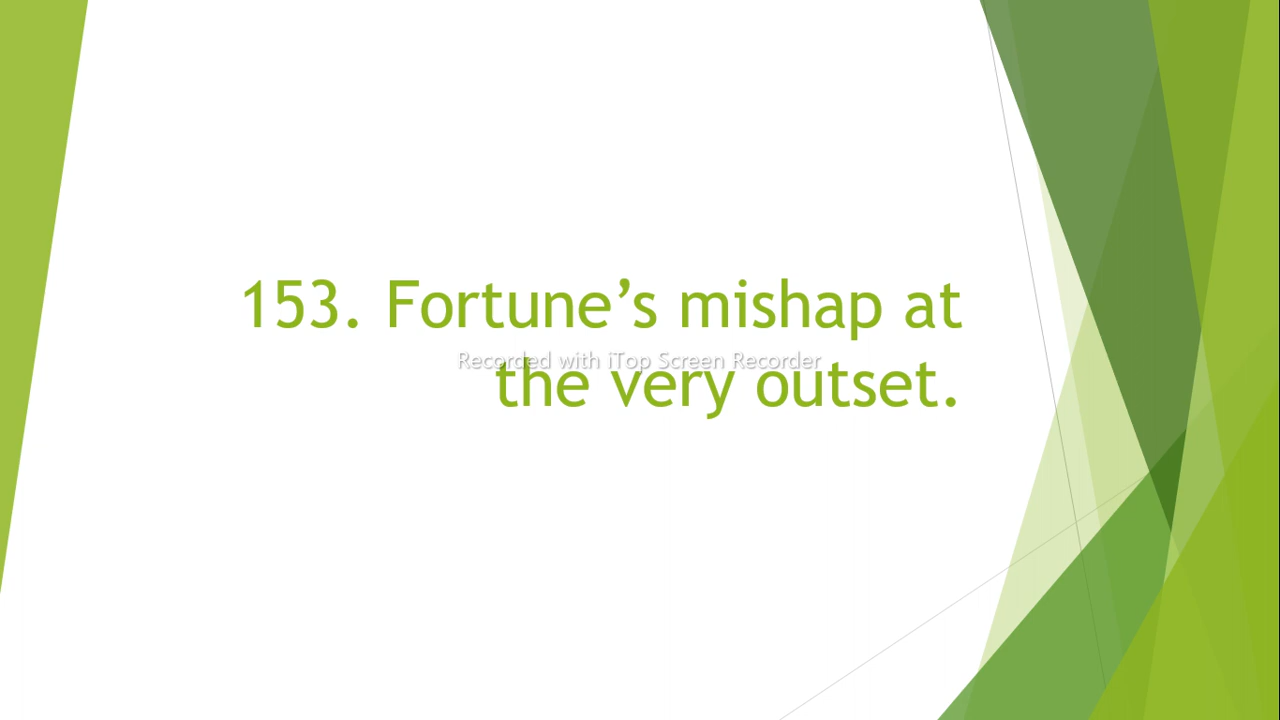 153. Fortune’s mishap at
Recorded with iTop Screen Recorder
the very outset.